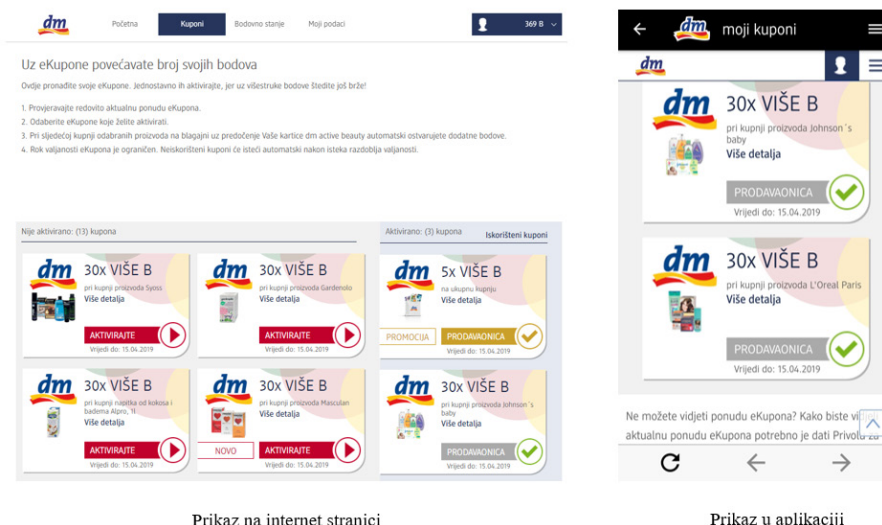 dm
Početna Kuponi Bodovno stanje Moji podaci 369 B
Uz eKupone povećavate broj svojih bodova
Ovdje pronađite svoje eKupone. Jednostavno ih aktivirajte, jer uz višestruke bodove štedite još brže!
1. Provjeravajte redovito aktualnu ponudu eKupona.
2. Odaberite eKupone koje želite aktivirati.
3. Pri sljedećoj kupnji odabranih proizvoda na blagajni uz predočenje Vaše kartice dm active beauty automatski ostvarujete dodatne bodove.
4. Rok valjanosti eKupona je ograničen. Neiskorišteni kuponi će isteći automatski nakon isteka razdoblja valjanosti.
Nije aktivirano: (13) kupona
Aktivirano: (3) kupona Iskorišteni kuponi
dm
30x VIŠE B
pri kupnji proizvoda Syoss
Više detalja
AKTIVIRAJTE
Vrijedi do: 15.04.2019
dm
30x VIŠE B
pri kupnji proizvoda Gardenolo
Više detalja
AKTIVIRAJTE
Vrijedi do: 15.04.2019
dm
5x VIŠE B
na ukupnu kupnju
Više detalja
PROMOCIJA PRODAVAONICA
Vrijedi do: 15.04.2019
dm
30x VIŠE B
pri kupnji napitka od kokosa i
badema Alpro, 1l
Više detalja
AKTIVIRAJTE
Vrijedi do: 15.04.2019
dm
30x VIŠE B
pri kupnji proizvoda Masculan
Više detalja
NOVO AKTIVIRAJTE
Vrijedi do: 15.04.2019
dm
30x VIŠE B
pri kupnji proizvoda Johnson´s
baby
Više detalja
PRODAVAONICA
Vrijedi do: 15.04.2019
Prikaz na internet stranici
dm moji kuponi
dm
dm
30x VIŠE B
pri kupnji proizvoda Johnson´s
baby
Više detalja
PRODAVAONICA
Vrijedi do: 15.04.2019
dm
30x VIŠE B
pri kupnji proizvoda L'Oreal Paris
Više detalja
PRODAVAONICA
Vrijedi do: 15.04.2019
Ne možete vidjeti ponudu eKupona? Kako biste
aktualnu ponudu eKupona potrebno je dati Privolu za
Prikaz u aplikaciji